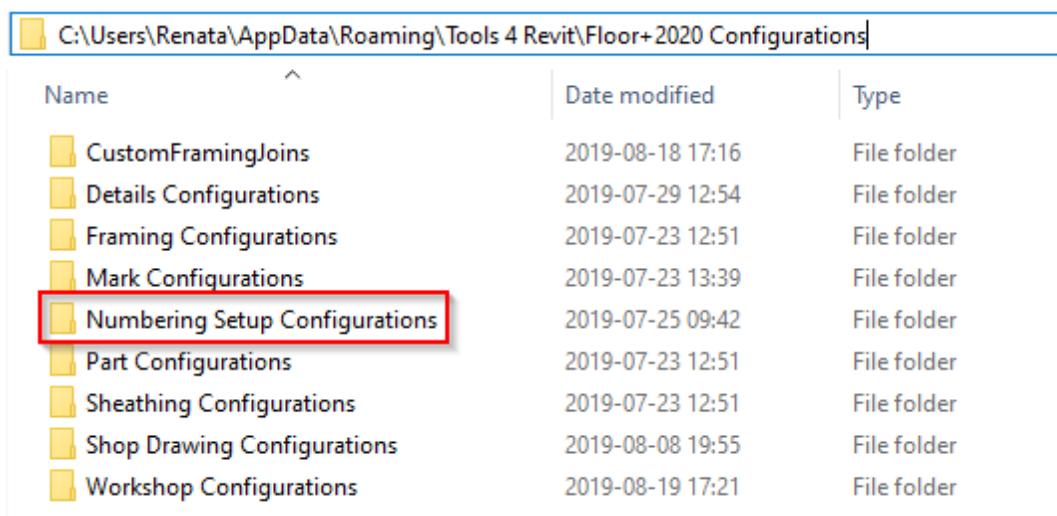 C:\Users\Renata\AppData\Roaming\Tools 4 Revit\Floor+2020 Configurations
Name Date modified Type
CustomFramingJoins 2019-08-18 17:16 File folder
Details Configurations 2019-07-29 12:54 File folder
Framing Configurations 2019-07-23 12:51 File folder
Mark Configurations 2019-07-23 13:39 File folder
Numbering Setup Configurations 2019-07-25 09:42 File folder
Part Configurations 2019-07-23 12:51 File folder
Sheathing Configurations 2019-07-23 12:51 File folder
Shop Drawing Configurations 2019-08-08 19:55 File folder
Workshop Configurations 2019-08-19 17:21 File folder